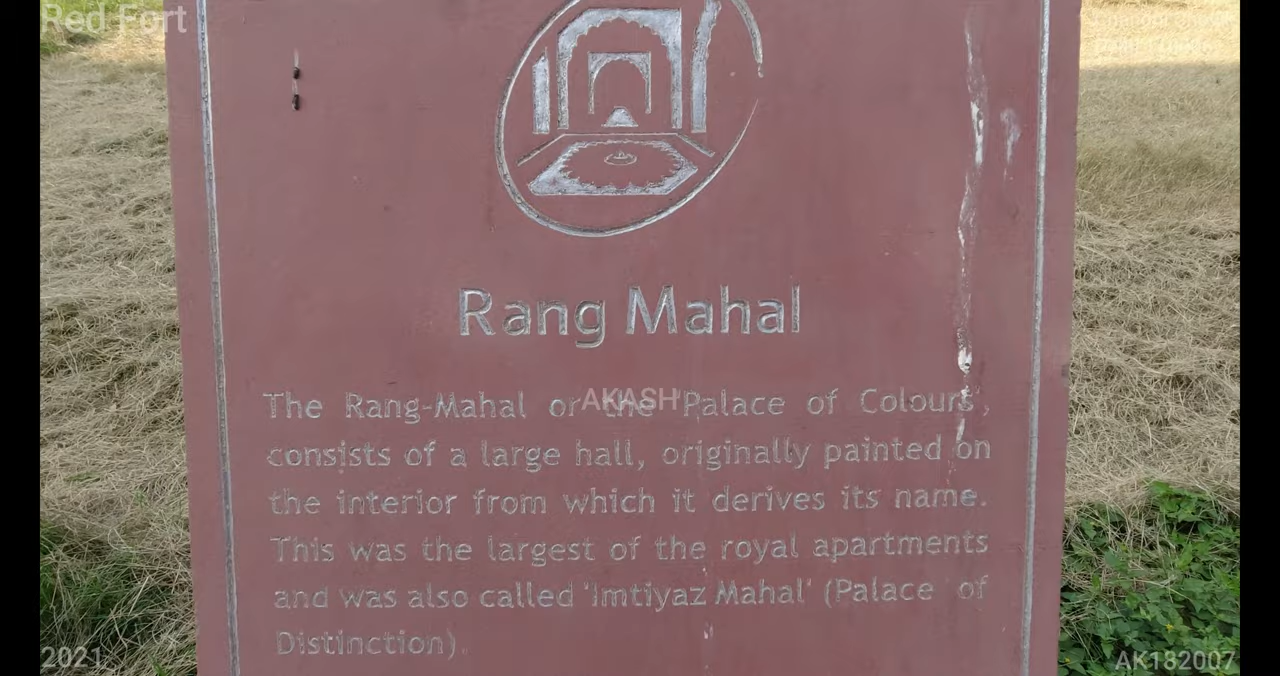 Red Fort
Rang Mahal
The Rang-Mahal or the 'Palace of Colours',
AKASH
consists of a large hall, originally painted on
the interior from which it derives its name.
This was the largest of the royal apartments
and was also called 'Imtiyaz Mahal' (Palace of
Distinction).
2021
AK182007